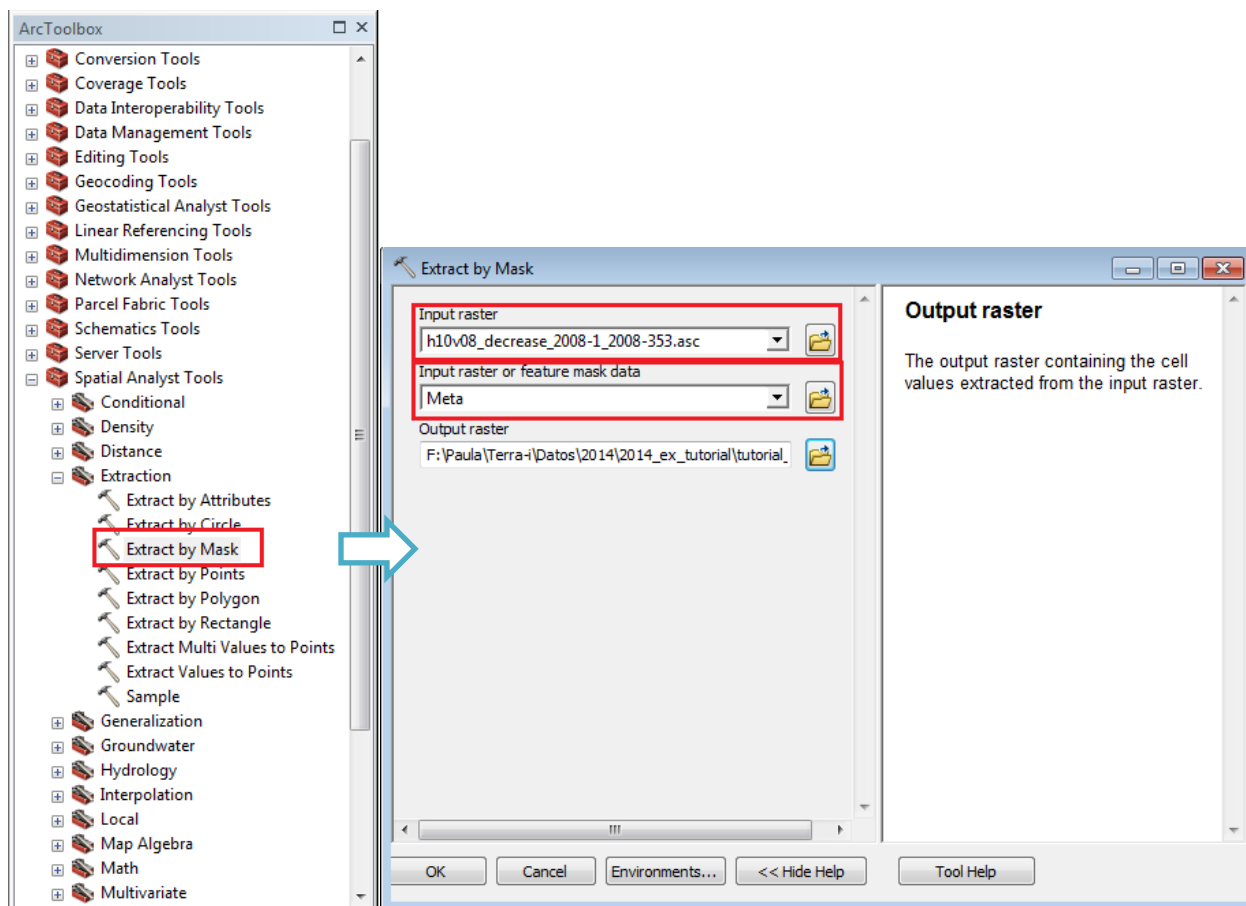 ArcToolbox
Conversion Tools
Coverage Tools
Data Interoperability Tools
Data Management Tools
Editing Tools
Geocoding Tools
Geostatistical Analyst Tools
Linear Referencing Tools
Multidimension Tools
Network Analyst Tools
Parcel Fabric Tools
Schematics Tools
Server Tools
Spatial Analyst Tools
Conditional
Density
Distance
Extraction
Extract by Attributes
Extract by Circle
Extract by Mask
Extract by Points
Extract by Polygon
Extract by Rectangle
Extract Multi Values to Points
Extract Values to Points
Sample
Generalization
Groundwater
Hydrology
Interpolation
Local
Map Algebra
Math
Multivariate
Extract by Mask
Input raster
h10v08_decrease_2008-1_2008-353.asc
Input raster or feature mask data
Meta
Output raster
F:\Paula\Terra-i\Datos\2014\2014_ex_tutorial\tutorial_
OK
Cancel
Environments...
<< Hide Help
Output raster
The output raster containing the cell
values extracted from the input raster.
Tool Help